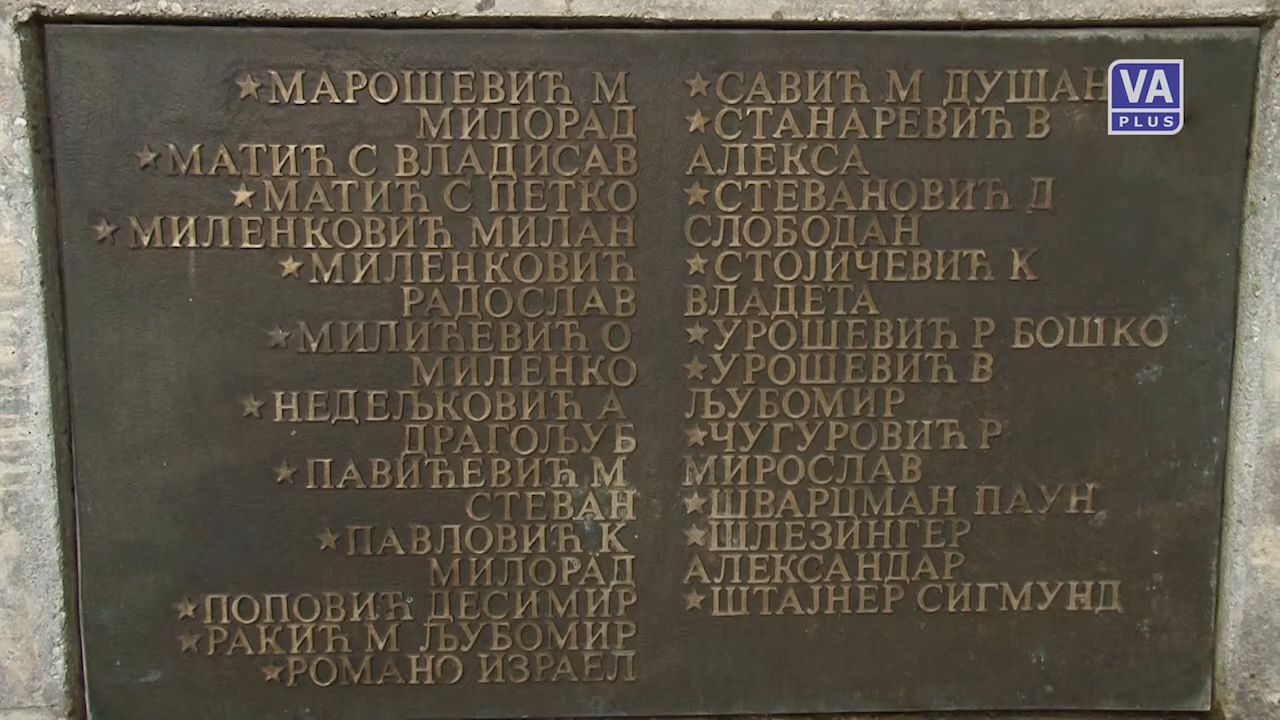 ★МАРОШЕВИЋ М
МИЛОРАД
★МАТИЋ С ВЛАДИСАВ
★МАТИЋ С ПЕТКО
★МИЛЕНКОВИЋ МИЛАН
★МИЛЕНКОВИЋ
РАДОСЛАВ
★МИЛИЋЕВИЋ О
МИЛЕНКО
★НЕДЕЉКОВИЋ А
ДРАГОЉУБ
★ПАВИЋЕВИЋ М
СТЕВАН
★ПАВЛОВИЋ К
МИЛОРАД
★ПОПОВИЋ ДЕСИМИР
★РАКИЋ М ЉУБОМИР
★РОМАНО ИЗРАЕЛ
★САВИЋ М ДУШАН
★СТАНАРЕВИЋ В
АЛЕКСА
★СТЕВАНОВИЋ Д
СЛОБОДАН
★СТОЈИЧЕВИЋ К
ВЛАДЕТА
★УРОШЕВИЋ Р БОШКО
★УРОШЕВИЋ В
ЉУБОМИР
★ЧУГУРОВИЋ Р
МИРОСЛАВ
★ШВАРЦМАН ПАУН
★ШЛЕЗИНГЕР
АЛЕКСАНДАР
★ШТАЈНЕР СИГМУНД
VA
PLUS